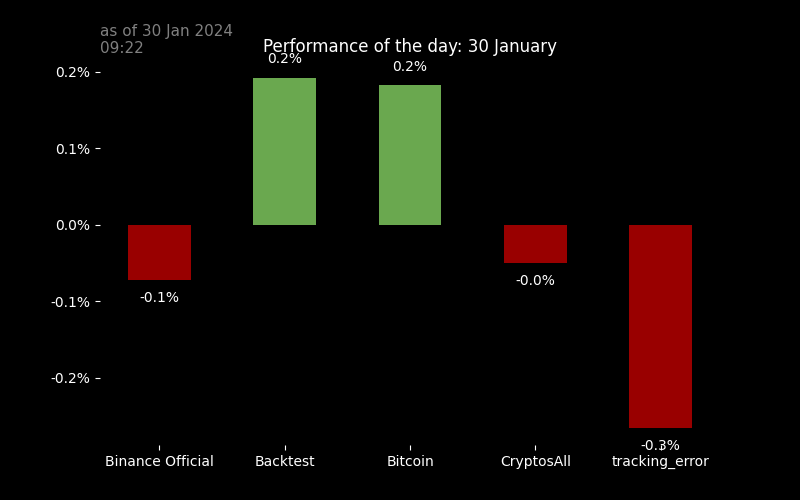 as of 30 Jan 2024
09:22
Performance of the day: 30 January
0.2%
0.1%
0.0%
-0.1%
-0.2%
0.2%
0.2%
-0.1%
-0.0%
-0.3%
Binance Official
Backtest
Bitcoin
CryptosAll
tracking_error